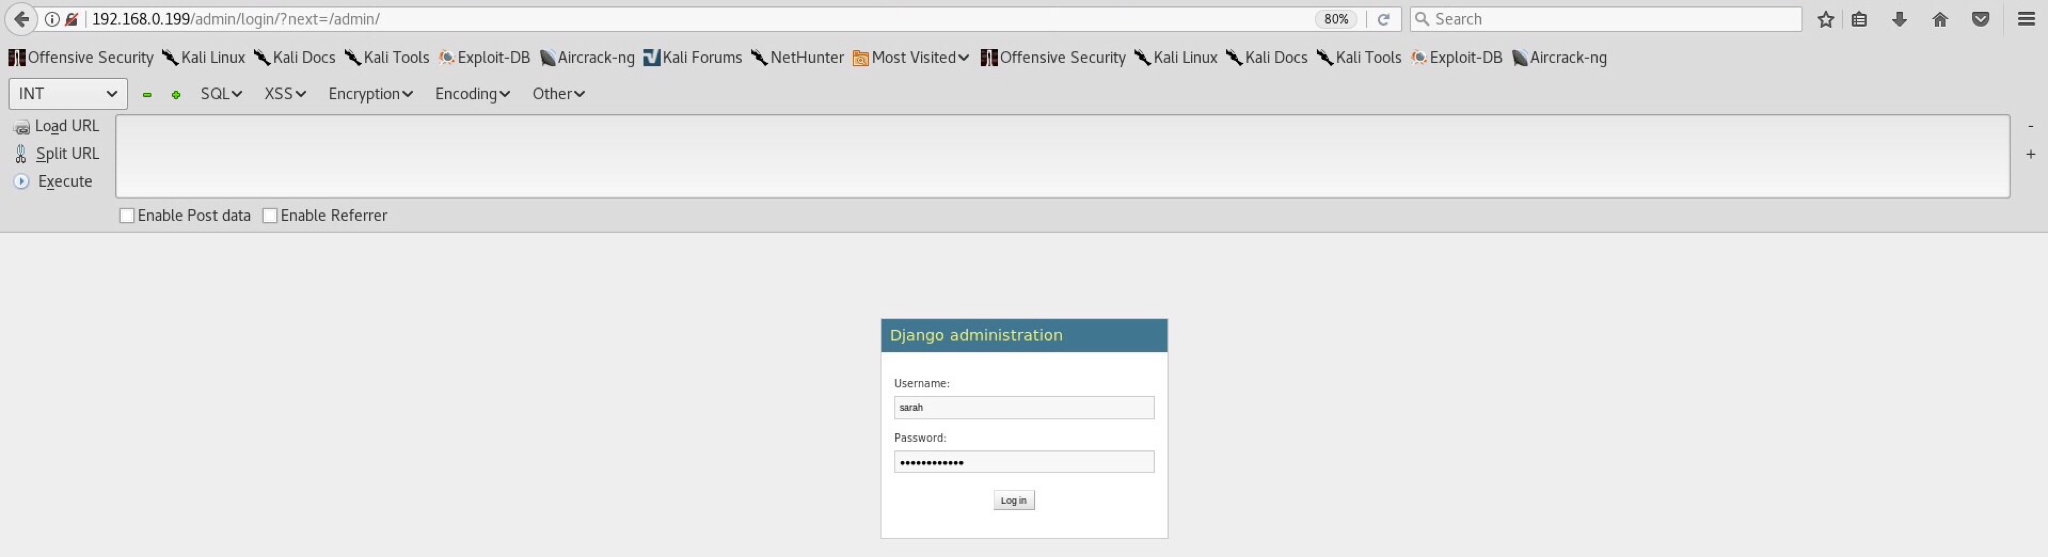 192.168.0.199/admin/login/?next=/admin/ 80% Search
Offensive Security Kali Linux Kali Docs Kali Tools Exploit-DB Aircrack-ng Kali Forums NetHunter Most Visited Offensive Security Kali Linux Kali Docs Kali Tools Exploit-DB Aircrack-ng
INT SQL XSS Encryption Encoding Other
Load URL
Split URL
Execute
Enable Post data Enable Referrer
Django administration
Username:
sarah
Password:
••••••••••••
Log in